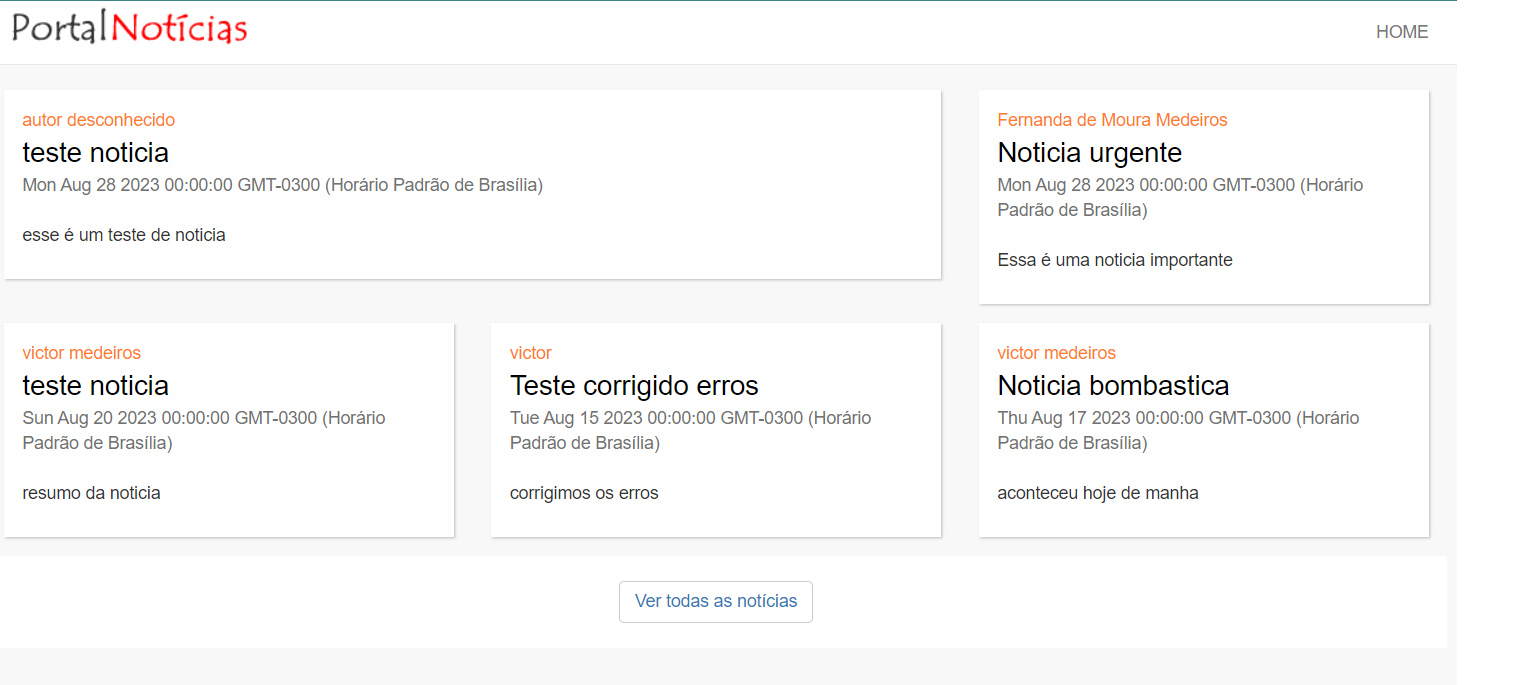 PortalNotícias
HOME
autor desconhecido
teste noticia
Mon Aug 28 2023 00:00:00 GMT-0300 (Horário Padrão de Brasília)
esse é um teste de noticia
Fernanda de Moura Medeiros
Noticia urgente
Mon Aug 28 2023 00:00:00 GMT-0300 (Horário
Padrão de Brasília)
Essa é uma noticia importante
victor medeiros
teste noticia
Sun Aug 20 2023 00:00:00 GMT-0300 (Horário
Padrão de Brasília)
resumo da noticia
victor
Teste corrigido erros
Tue Aug 15 2023 00:00:00 GMT-0300 (Horário
Padrão de Brasília)
corrigimos os erros
victor medeiros
Noticia bombastica
Thu Aug 17 2023 00:00:00 GMT-0300 (Horário
Padrão de Brasília)
aconteceu hoje de manha
Ver todas as notícias